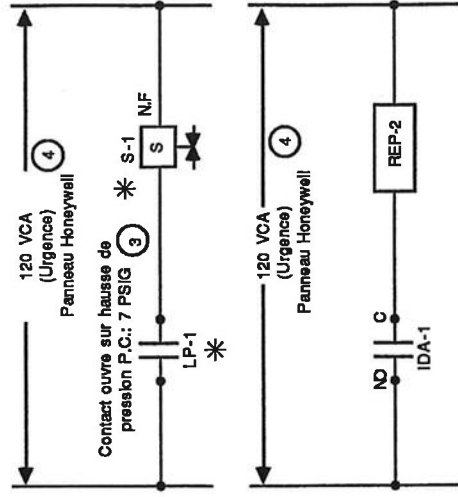 120 VCA
(Urgence)
Panneau Honeywell
4
Contact ouvre sur hausse de
pression P.C.: 7 PSIG
3
LP-1
S-1
N.F
S
120 VCA
(Urgence)
Panneau Honeywell
4
NO
C
IDA-1
REP-2